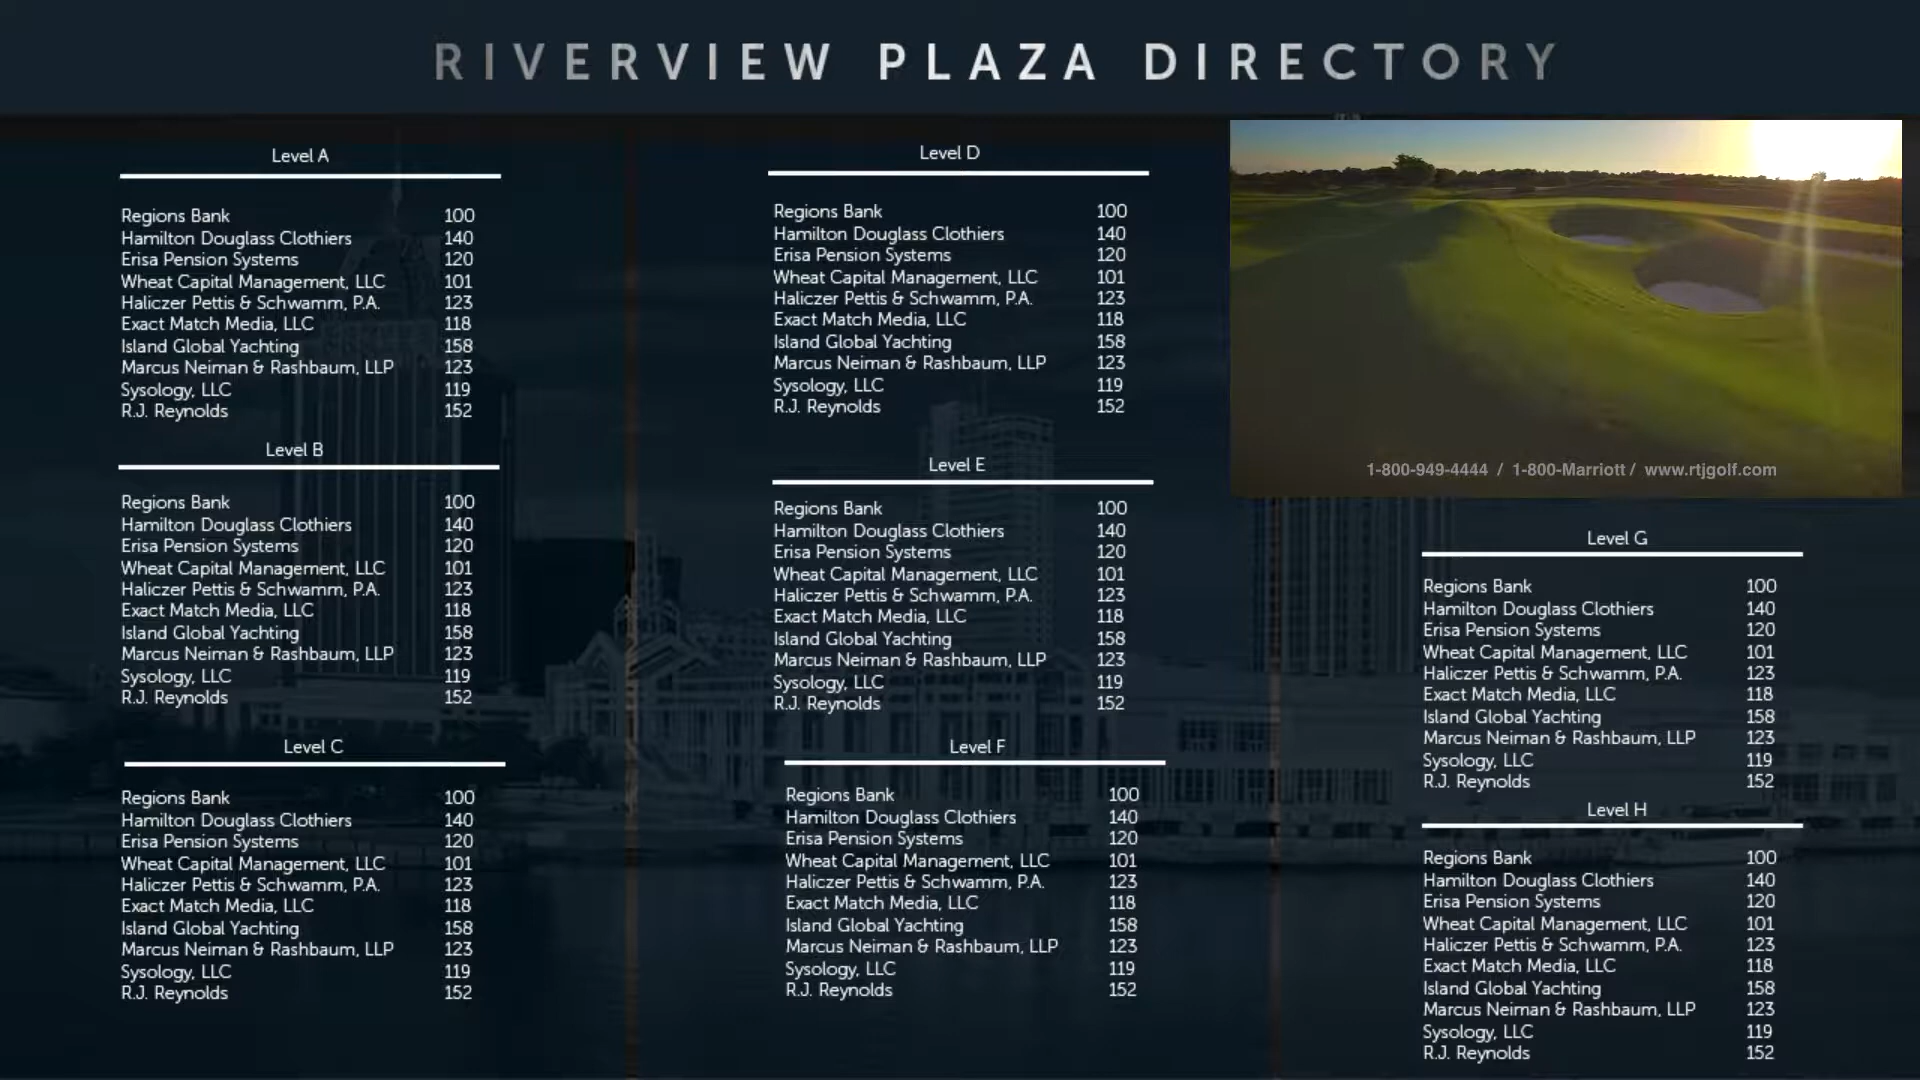 RIVERVIEW PLAZA DIRECTORY
Level A
Regions Bank 100
Hamilton Douglass Clothiers 140
Erisa Pension Systems 120
Wheat Capital Management, LLC 101
Haliczer Pettis & Schwamm, P.A. 123
Exact Match Media, LLC 118
Island Global Yachting 158
Marcus Neiman & Rashbaum, LLP 123
Sysology, LLC 119
R.J. Reynolds 152
Level B
Regions Bank 100
Hamilton Douglass Clothiers 140
Erisa Pension Systems 120
Wheat Capital Management, LLC 101
Haliczer Pettis & Schwamm, P.A. 123
Exact Match Media, LLC 118
Island Global Yachting 158
Marcus Neiman & Rashbaum, LLP 123
Sysology, LLC 119
R.J. Reynolds 152
Level C
Regions Bank 100
Hamilton Douglass Clothiers 140
Erisa Pension Systems 120
Wheat Capital Management, LLC 101
Haliczer Pettis & Schwamm, P.A. 123
Exact Match Media, LLC 118
Island Global Yachting 158
Marcus Neiman & Rashbaum, LLP 123
Sysology, LLC 119
R.J. Reynolds 152
Level D
Regions Bank 100
Hamilton Douglass Clothiers 140
Erisa Pension Systems 120
Wheat Capital Management, LLC 101
Haliczer Pettis & Schwamm, P.A. 123
Exact Match Media, LLC 118
Island Global Yachting 158
Marcus Neiman & Rashbaum, LLP 123
Sysology, LLC 119
R.J. Reynolds 152
Level E
Regions Bank 100
Hamilton Douglass Clothiers 140
Erisa Pension Systems 120
Wheat Capital Management, LLC 101
Haliczer Pettis & Schwamm, P.A. 123
Exact Match Media, LLC 118
Island Global Yachting 158
Marcus Neiman & Rashbaum, LLP 123
Sysology, LLC 119
R.J. Reynolds 152
Level F
Regions Bank 100
Hamilton Douglass Clothiers 140
Erisa Pension Systems 120
Wheat Capital Management, LLC 101
Haliczer Pettis & Schwamm, P.A. 123
Exact Match Media, LLC 118
Island Global Yachting 158
Marcus Neiman & Rashbaum, LLP 123
Sysology, LLC 119
R.J. Reynolds 152
1-800-949-4444 / 1-800-Marriott / www.rtjgolf.com
Level G
Regions Bank 100
Hamilton Douglass Clothiers 140
Erisa Pension Systems 120
Wheat Capital Management, LLC 101
Haliczer Pettis & Schwamm, P.A. 123
Exact Match Media, LLC 118
Island Global Yachting 158
Marcus Neiman & Rashbaum, LLP 123
Sysology, LLC 119
R.J. Reynolds 152
Level H
Regions Bank 100
Hamilton Douglass Clothiers 140
Erisa Pension Systems 120
Wheat Capital Management, LLC 101
Haliczer Pettis & Schwamm, P.A. 123
Exact Match Media, LLC 118
Island Global Yachting 158
Marcus Neiman & Rashbaum, LLP 123
Sysology, LLC 119
R.J. Reynolds 152